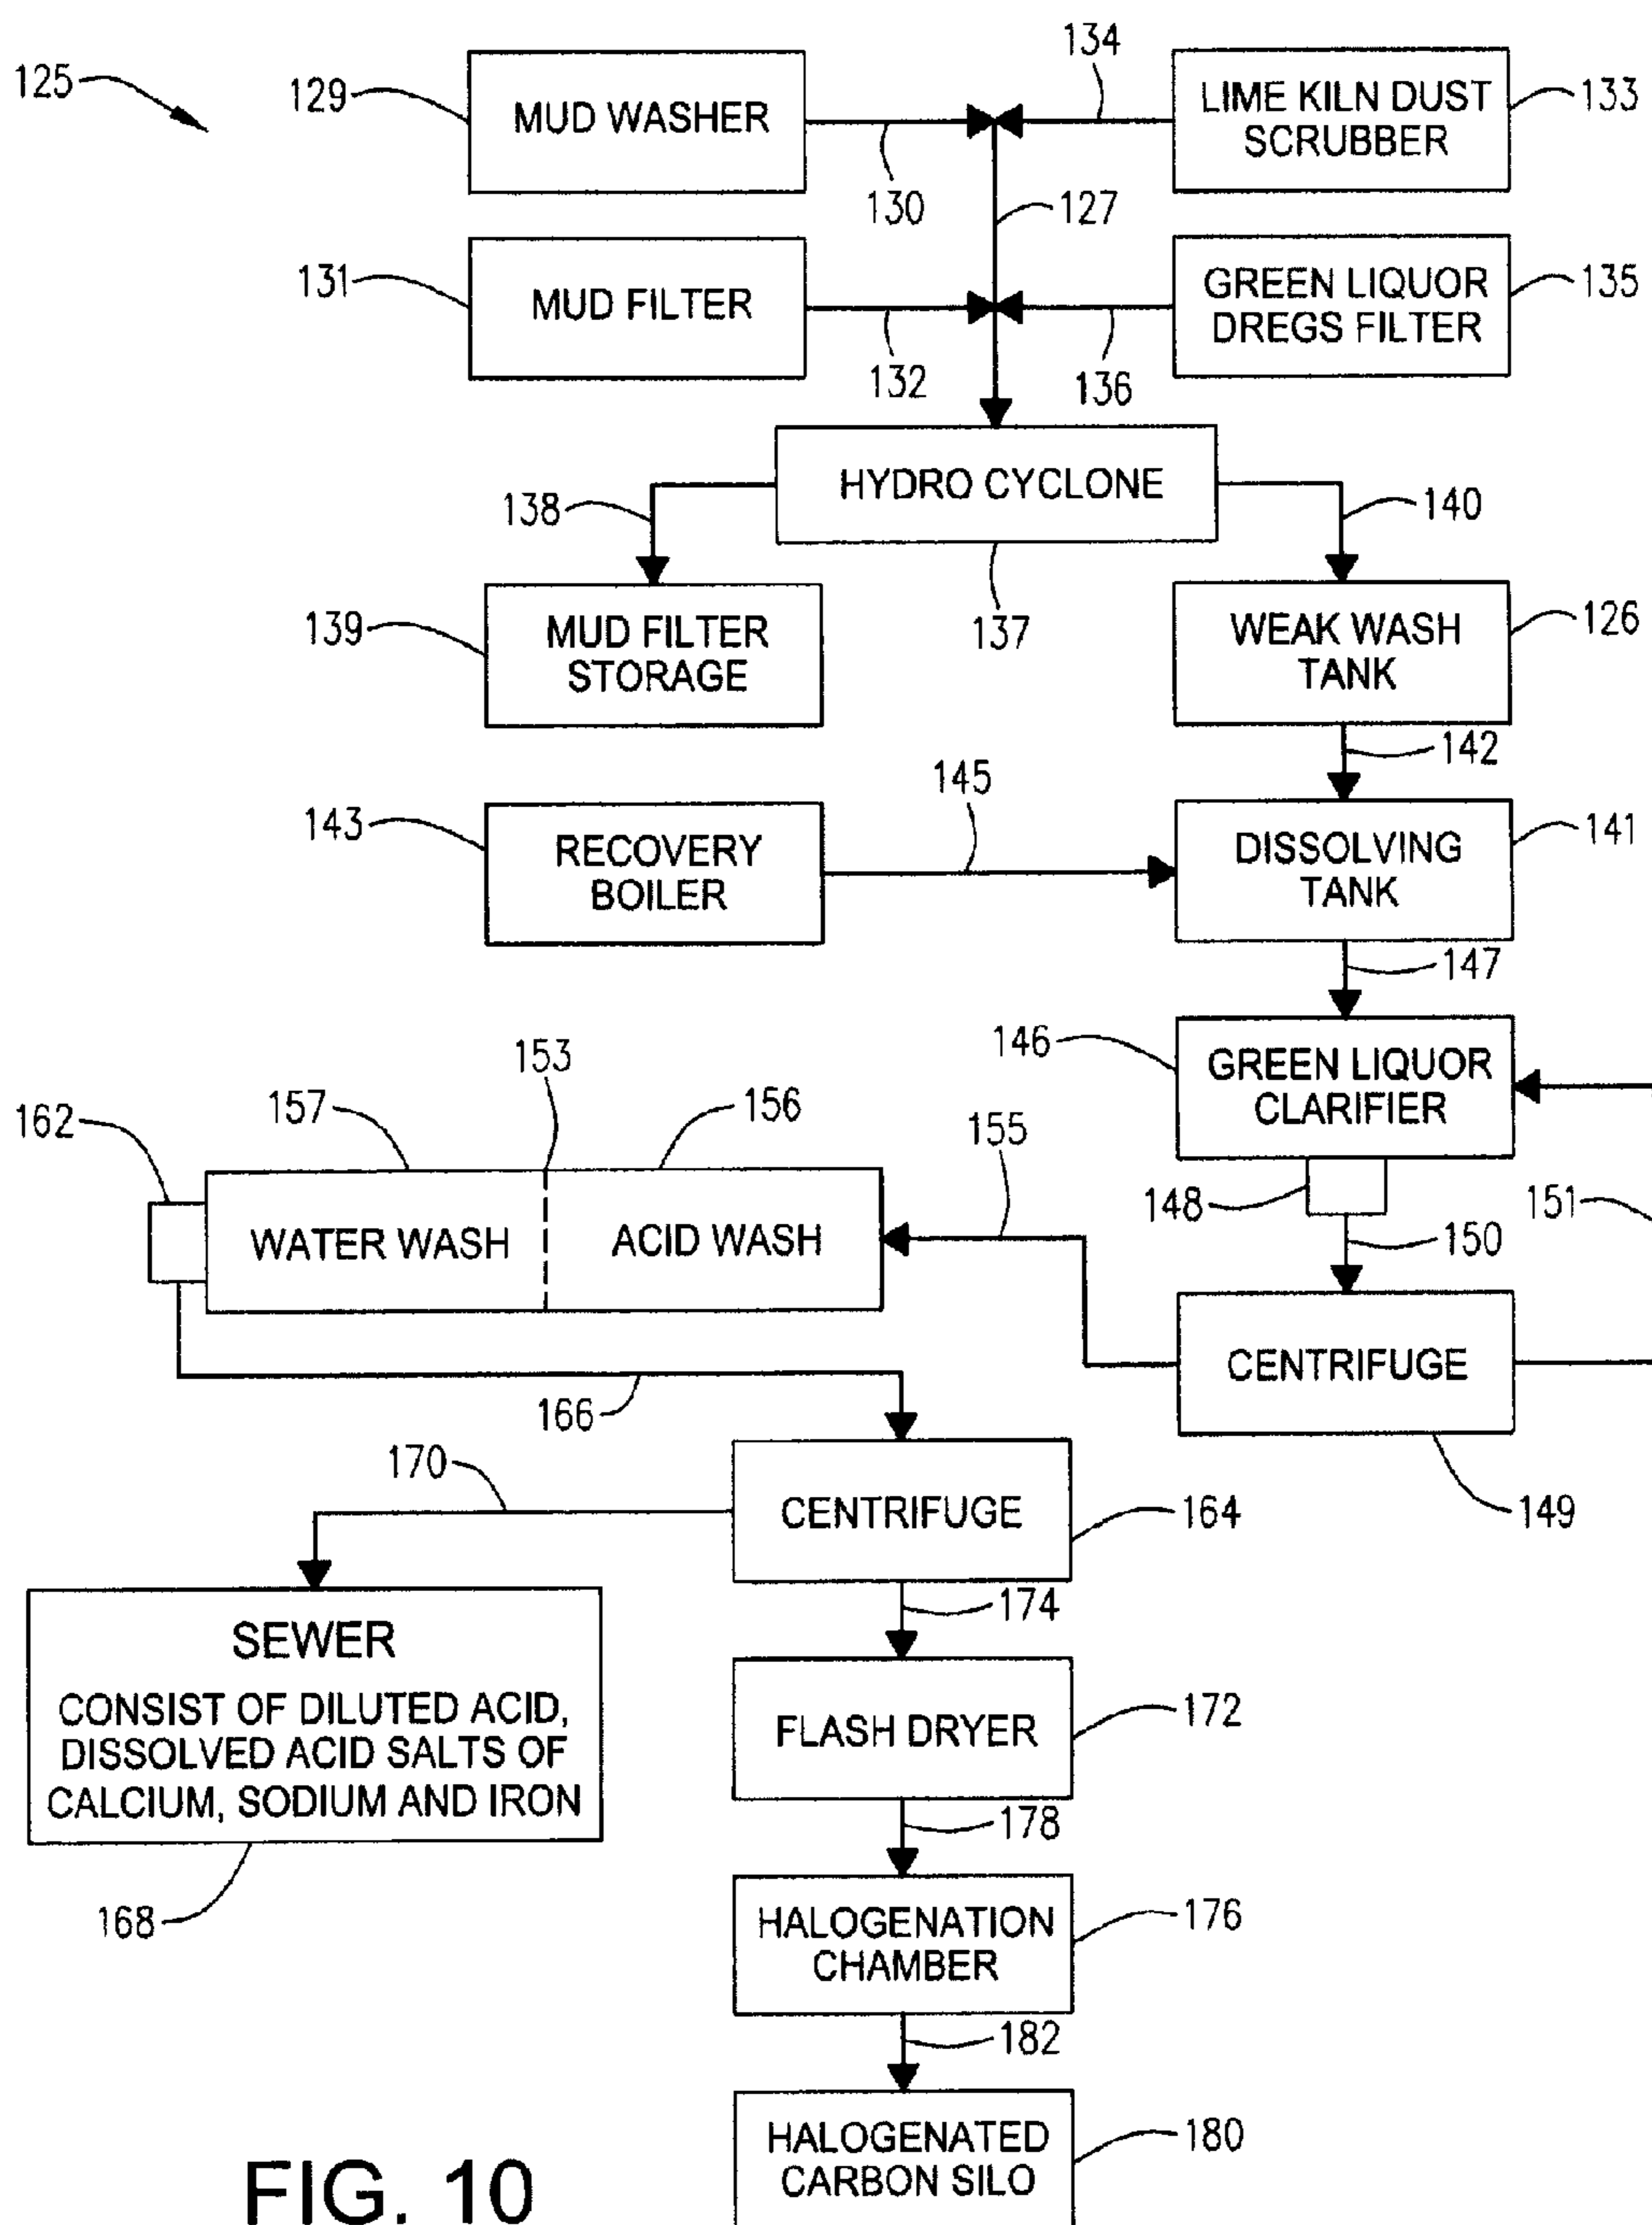 134
125
129
MUD WASHER
LIME KILN DUST
SCRUBBER
133
130
127
131
MUD FILTER
GREEN LIQUOR
DREGS FILTER
135
132
136
138
HYDRO CYCLONE
140
139
MUD FILTER
STORAGE
137
WEAK WASH
TANK
126
142
145
143
RECOVERY
BOILER
DISSOLVING
TANK
141
147
153
146
GREEN LIQUOR
CLARIFIER
162
157
156
155
148
151
WATER WASH
ACID WASH
150
CENTRIFUGE
166
170
CENTRIFUGE
164
149
174
SEWER
CONSIST OF DILUTED ACID,
DISSOLVED ACID SALTS OF
CALCIUM, SODIUM AND IRON
FLASH DRYER
172
178
168
HALOGENATION
CHAMBER
176
182
HALOGENATED
CARBON SILO
180
FIG. 10